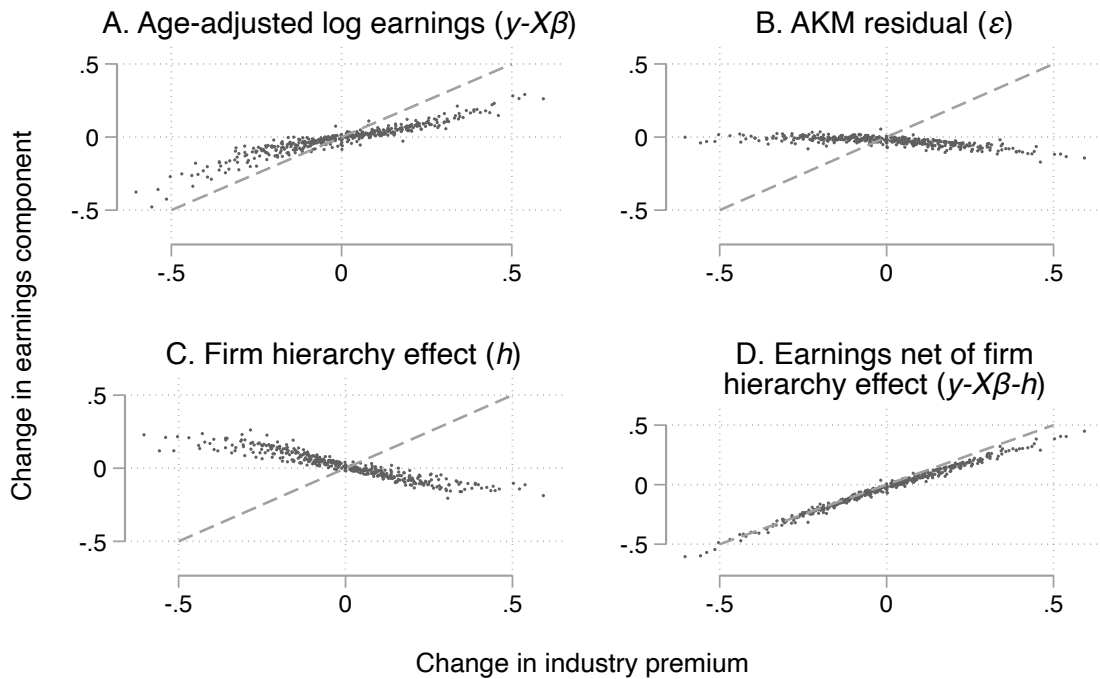 A. Age-adjusted log earnings (y-Xβ)
B. AKM residual (ε)
.5
0
-.5
-.5 0 .5
.5
0
-.5
-.5 0 .5
Change in earnings component
C. Firm hierarchy effect (h)
D. Earnings net of firm
hierarchy effect (y-Xβ-h)
.5
0
-.5
-.5 0 .5
.5
0
-.5
-.5 0 .5
Change in industry premium